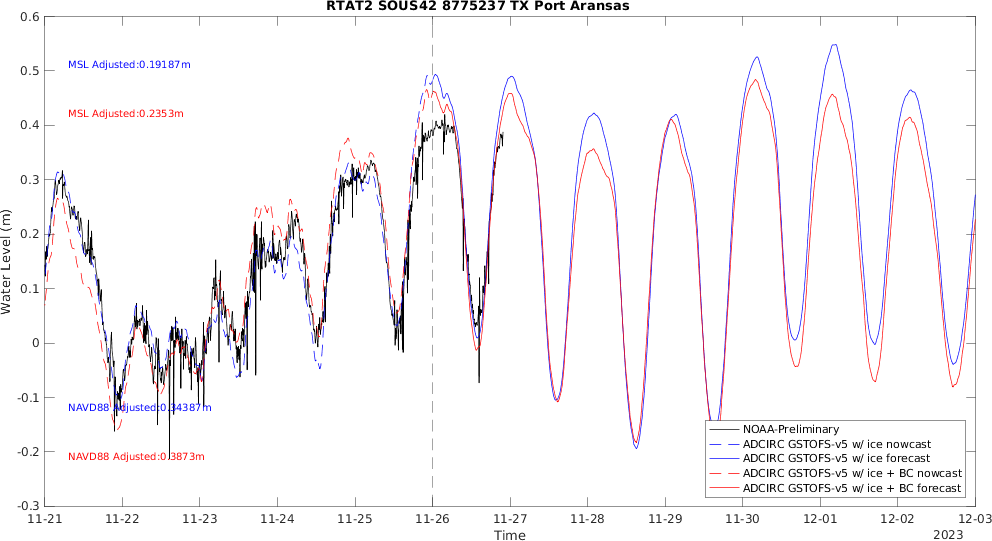 RTAT2 SOUS42 8775237 TX Port Aransas
0.6
0.5
0.4
0.3
0.2
0.1
0
-0.1
-0.2
-0.3
Water Level (m)
MSL Adjusted:0.19187m
MSL Adjusted:0.2353m
NAVD88 Adjusted:0.34387m
NAVD88 Adjusted:0.3873m
NOAA-Preliminary
ADCIRC GSTOFS-v5 w/ ice nowcast
ADCIRC GSTOFS-v5 w/ ice forecast
ADCIRC GSTOFS-v5 w/ ice + BC nowcast
ADCIRC GSTOFS-v5 w/ ice + BC forecast
11-21 11-22 11-23 11-24 11-25 11-26 11-27 11-28 11-29 11-30 12-01 12-02 12-03
Time
2023